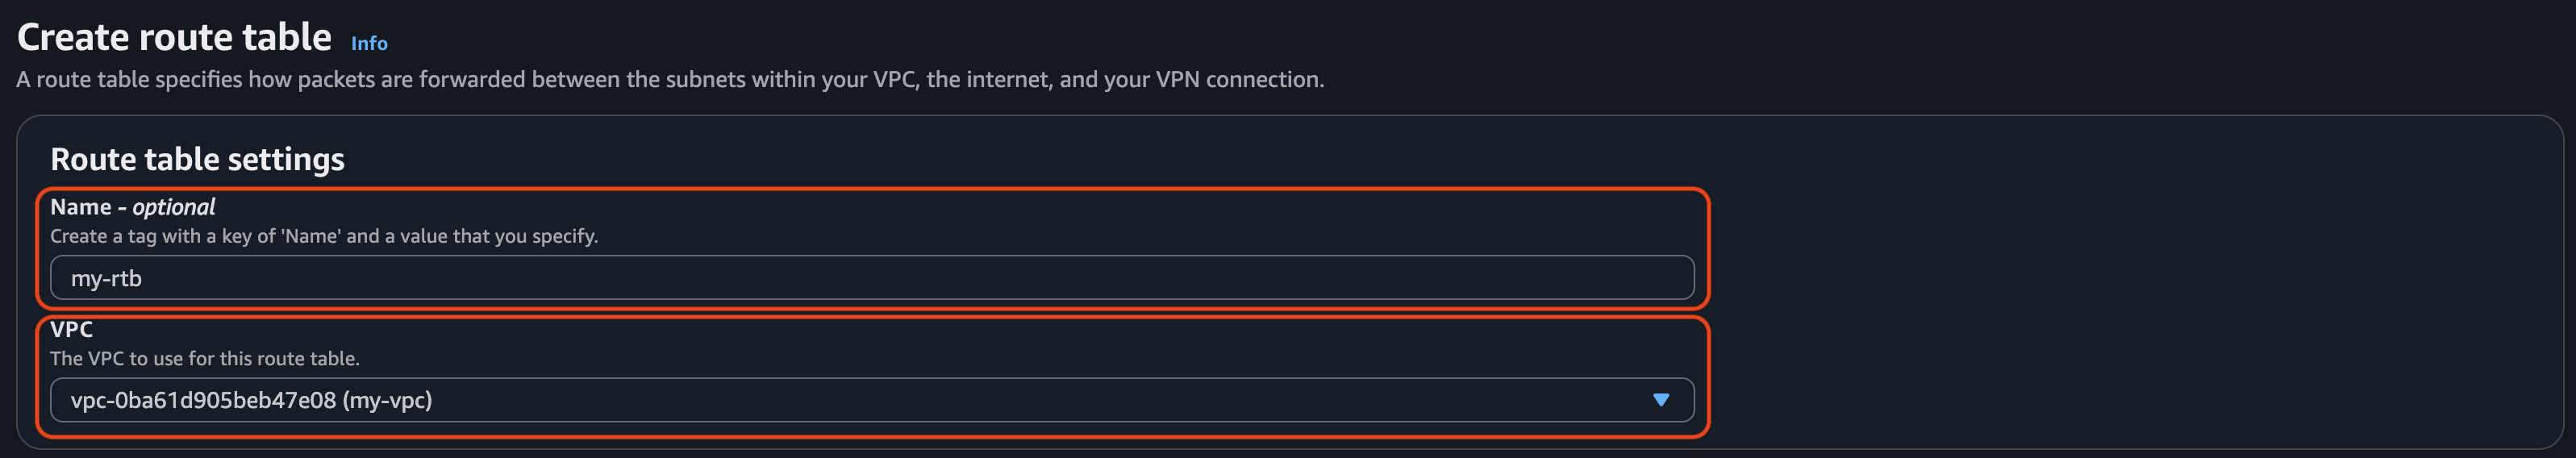 Create route table Info
A route table specifies how packets are forwarded between the subnets within your VPC, the internet, and your VPN connection.
Route table settings
Name - optional
Create a tag with a key of 'Name' and a value that you specify.
my-rtb
VPC
The VPC to use for this route table.
vpc-0ba61d905beb47e08 (my-vpc)